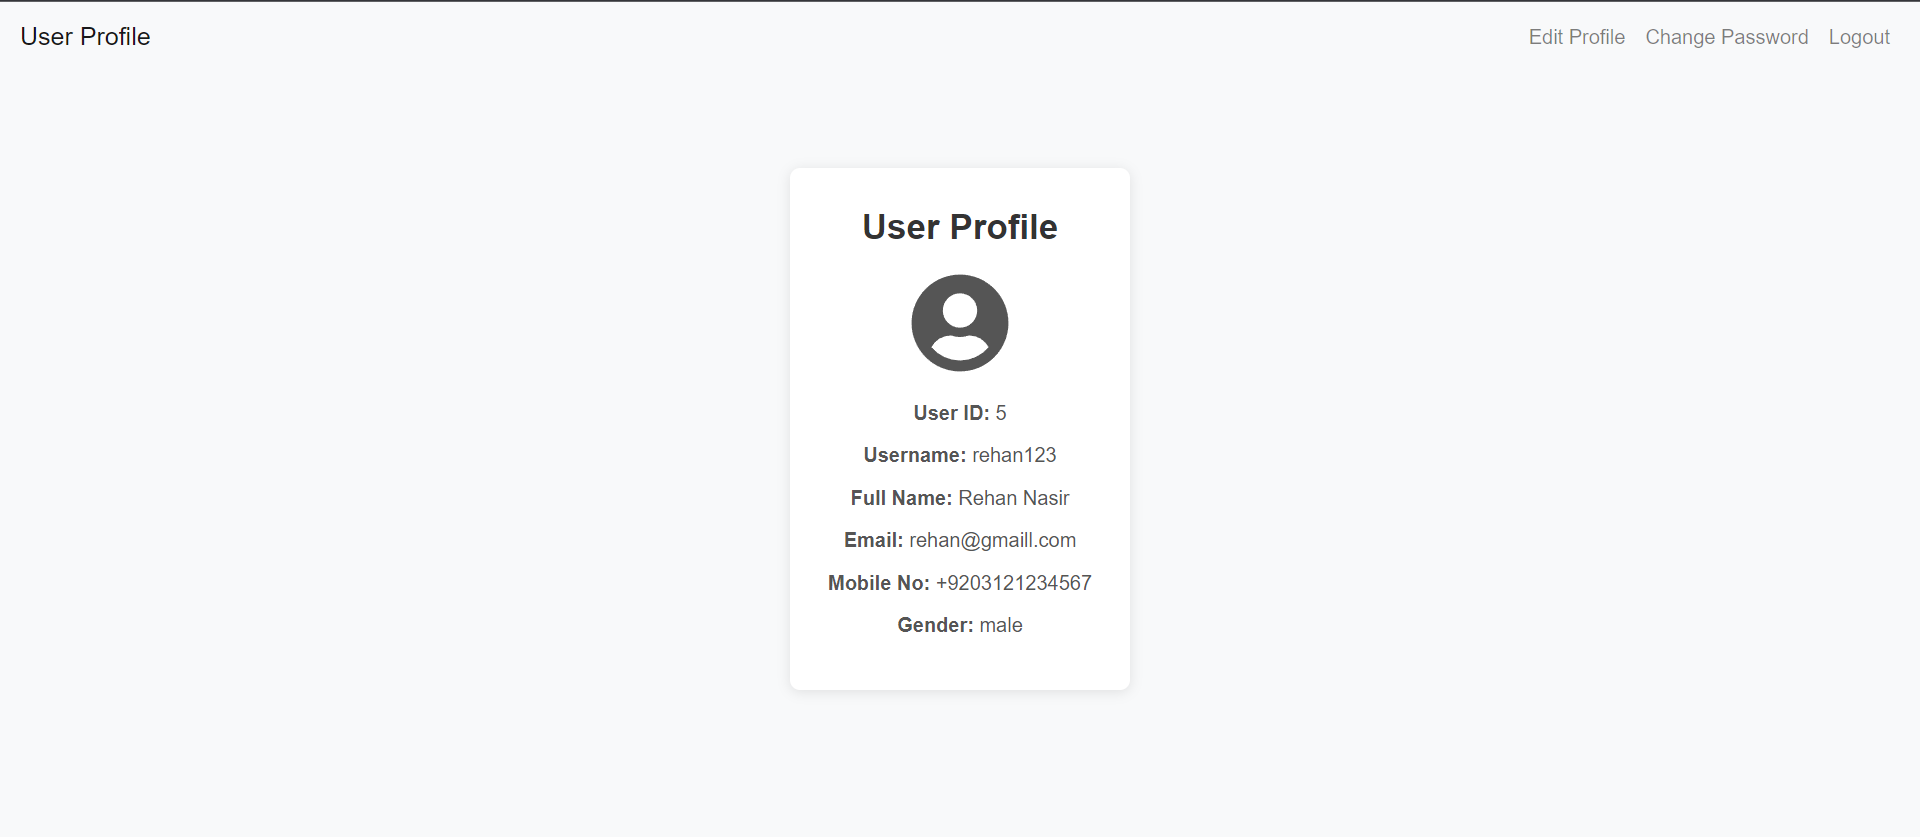 User Profile
Edit Profile Change Password Logout
User Profile
User ID: 5
Username: rehan123
Full Name: Rehan Nasir
Email: rehan@gmaill.com
Mobile No: +9203121234567
Gender: male